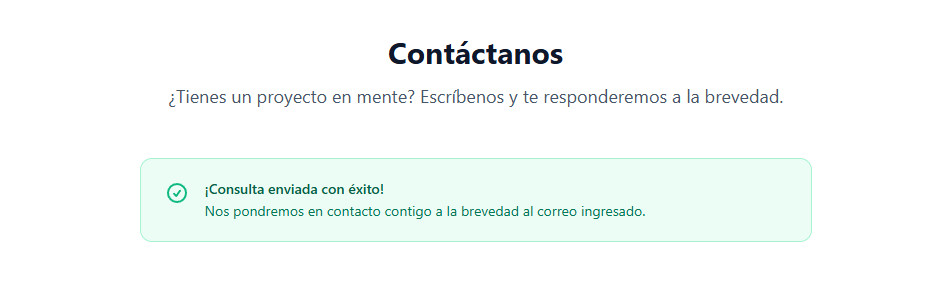 Contáctanos
¿Tienes un proyecto en mente? Escríbenos y te responderemos a la brevedad.
¡Consulta enviada con éxito!
Nos pondremos en contacto contigo a la brevedad al correo ingresado.